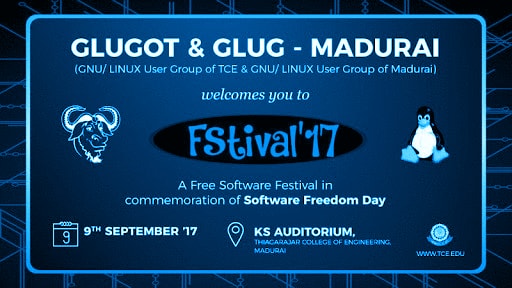 GLUGOT & GLUG - MADURAI
(GNU/ LINUX User Group of TCE & GNU/ LINUX User Group of Madurai)
welcomes you to
FStival'17
A Free Software Festival in
commemoration of Software Freedom Day
9
9TH SEPTEMBER '17
KS AUDITORIUM,
THIAGARAJAR COLLEGE OF ENGINEERING,
MADURAI
WWW.TCE.EDU